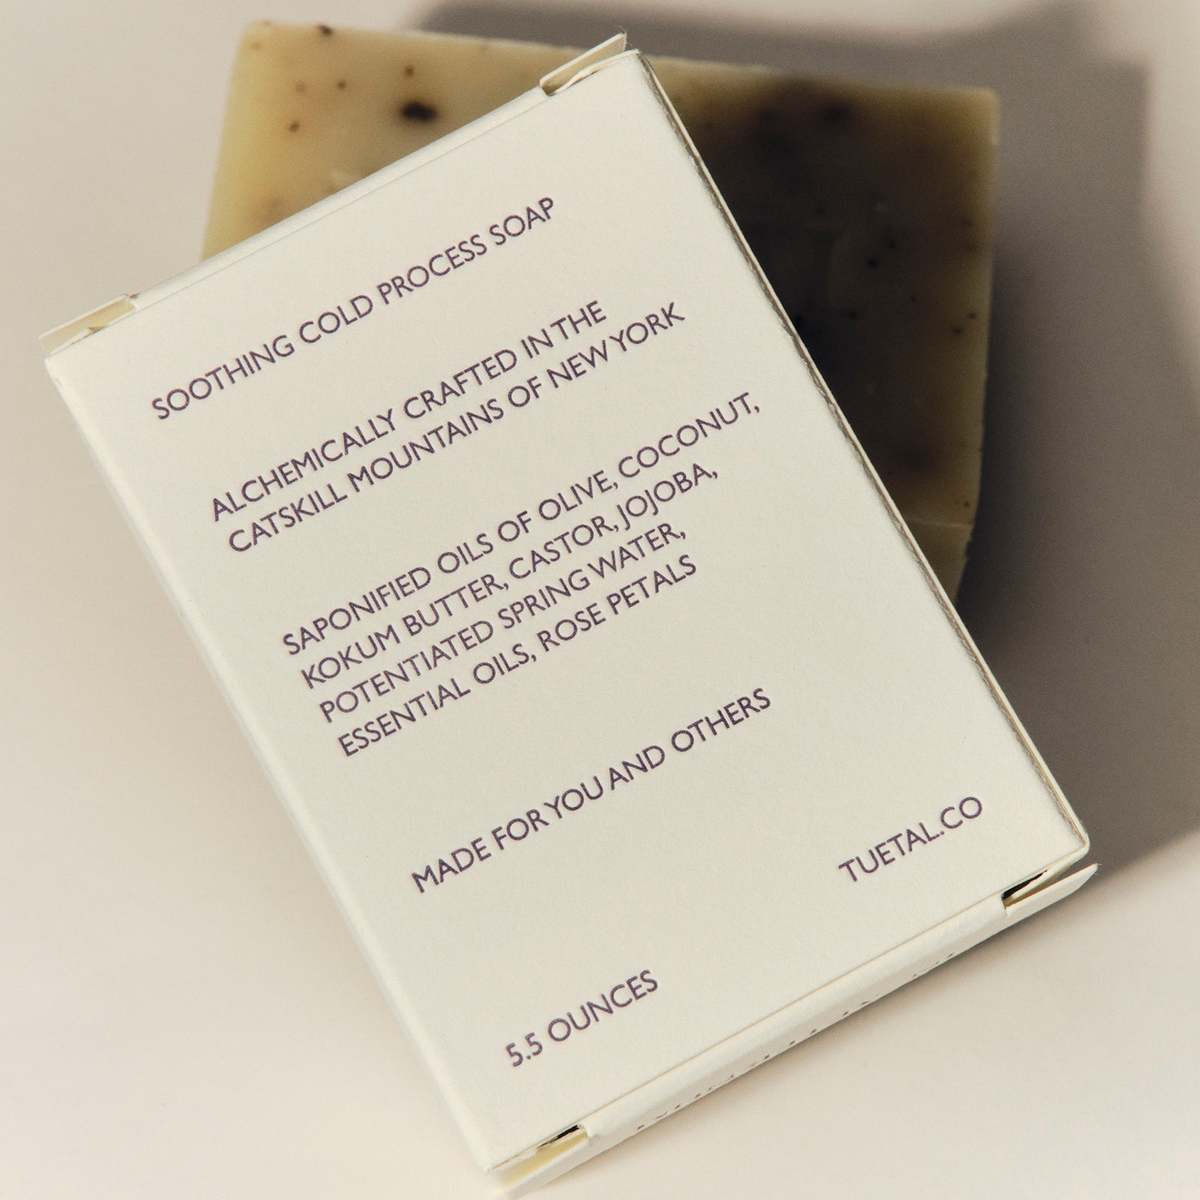 SOOTHING COLD PROCESS SOAP
ALCHEMICALLY CRAFTED IN THE
CATSKILL MOUNTAINS OF NEW YORK
SAPONIFIED OILS OF OLIVE, COCONUT,
KOKUM BUTTER, CASTOR, JOJOBA,
POTENTIATED SPRING WATER,
ESSENTIAL OILS, ROSE PETALS
MADE FOR YOU AND OTHERS
TUETAL.CO
5.5 OUNCES